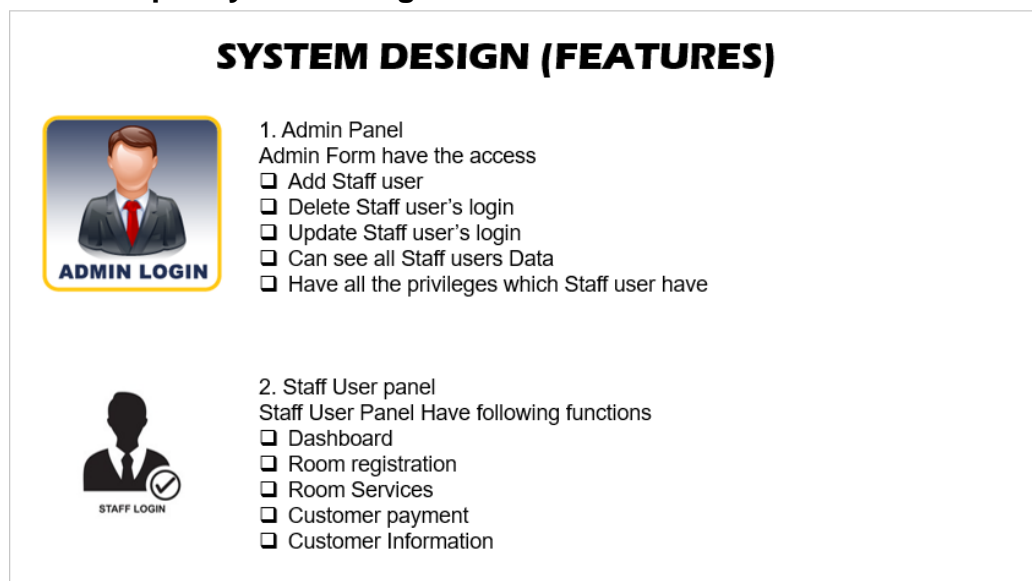 SYSTEM DESIGN (FEATURES)
ADMIN LOGIN
1. Admin Panel
Admin Form have the access
❑ Add Staff user
❑ Delete Staff user's login
❑ Update Staff user's login
❑ Can see all Staff users Data
❑ Have all the privileges which Staff user have
STAFF LOGIN
2. Staff User panel
Staff User Panel Have following functions
❑ Dashboard
❑ Room registration
❑ Room Services
❑ Customer payment
❑ Customer Information